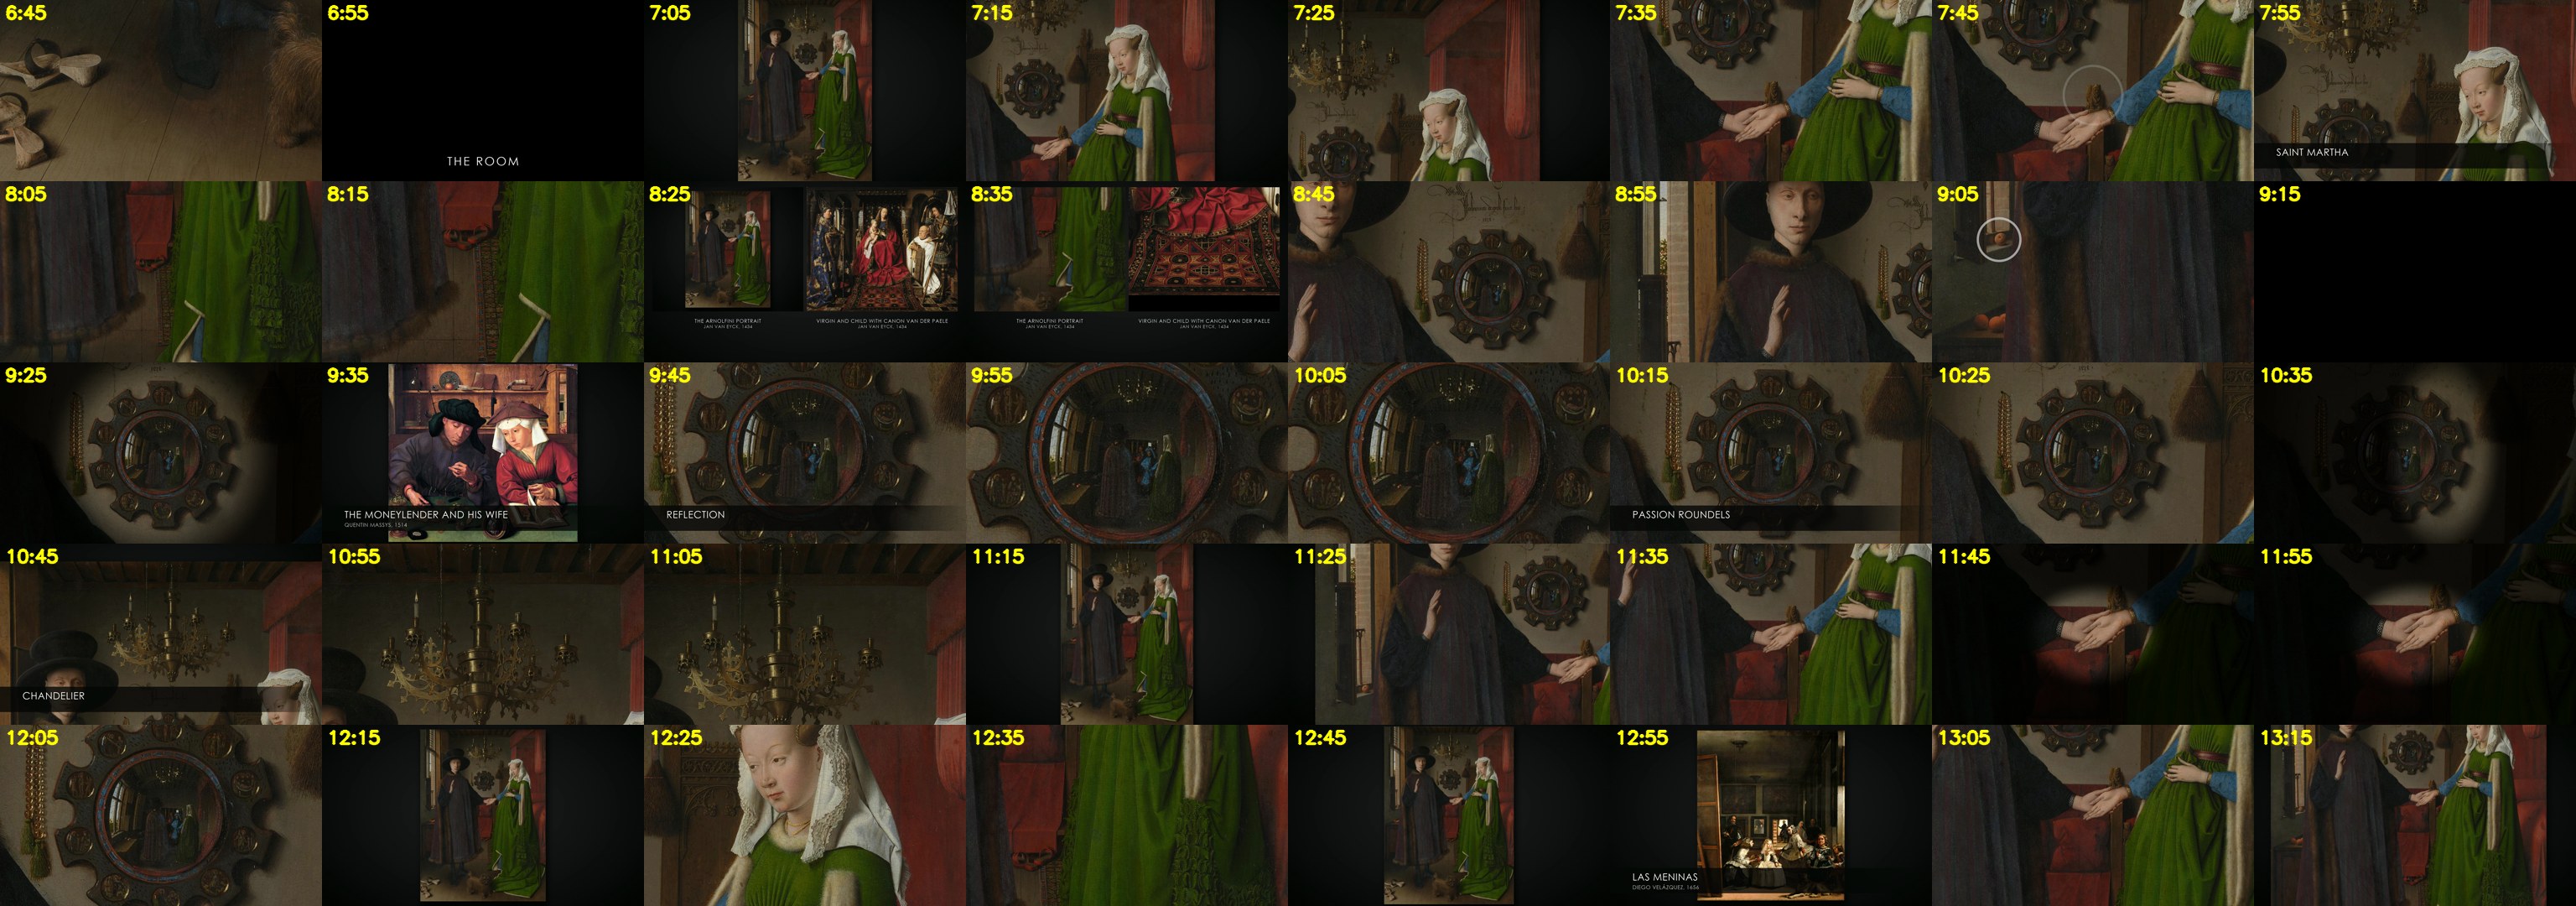 6:45
6:55
7:05
7:15
7:25
7:35
7:45
7:55
THE ROOM
SAINT MARTHA
8:05
8:15
8:25
8:35
8:45
8:55
9:05
9:15
THE ARNOLFINI PORTRAIT
JAN VAN EYCK, 1434
VIRGIN AND CHILD WITH CANON VAN DER PAELE
JAN VAN EYCK, 1434
THE ARNOLFINI PORTRAIT
JAN VAN EYCK, 1434
VIRGIN AND CHILD WITH CANON VAN DER PAELE
JAN VAN EYCK, 1434
9:25
9:35
9:45
9:55
10:05
10:15
10:25
10:35
THE MONEYLENDER AND HIS WIFE
QUENTIN MASSYS, 1514
REFLECTION
PASSION ROUNDELS
10:45
10:55
11:05
11:15
11:25
11:35
11:45
11:55
CHANDELIER
12:05
12:15
12:25
12:35
12:45
12:55
13:05
13:15
LAS MENINAS
DIEGO VELÁZQUEZ, 1656